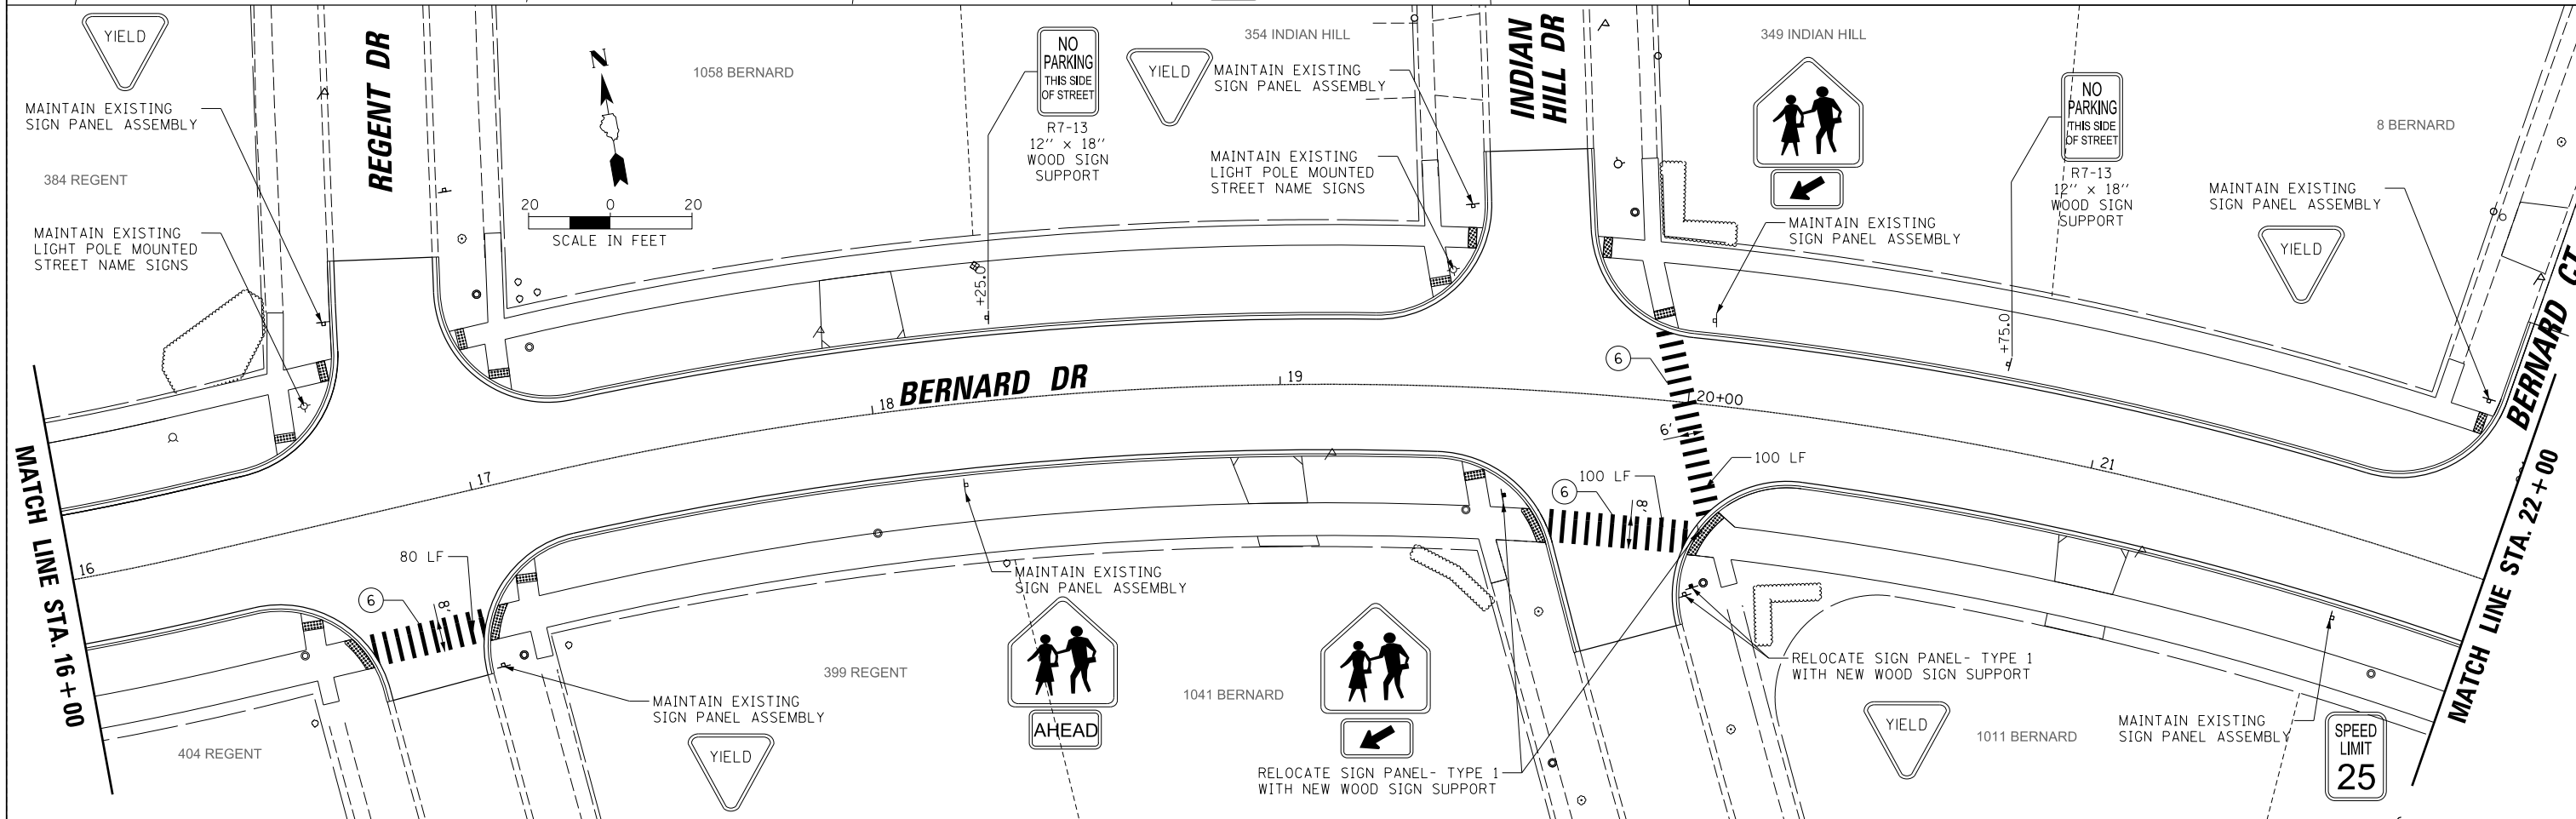 YIELD
MAINTAIN EXISTING
SIGN PANEL ASSEMBLY
384 REGENT
MAINTAIN EXISTING
LIGHT POLE MOUNTED
STREET NAME SIGNS
REGENT DR
N
20 0 20
SCALE IN FEET
1058 BERNARD
NO
PARKING
THIS SIDE
OF STREET
R7-13
12'' x 18''
WOOD SIGN
SUPPORT
+25.0
YIELD
354 INDIAN HILL
MAINTAIN EXISTING
SIGN PANEL ASSEMBLY
MAINTAIN EXISTING
LIGHT POLE MOUNTED
STREET NAME SIGNS
INDIAN
HILL DR
349 INDIAN HILL
MAINTAIN EXISTING
SIGN PANEL ASSEMBLY
NO
PARKING
THIS SIDE
OF STREET
R7-13
12'' x 18''
WOOD SIGN
SUPPORT
+75.0
8 BERNARD
MAINTAIN EXISTING
SIGN PANEL ASSEMBLY
YIELD
BERNARD CT
MATCH LINE STA. 16+00
16
17
18
BERNARD DR
19
20+00
21
MATCH LINE STA. 22+00
6
6'
100 LF
100 LF
6
8'
80 LF
6
8'
MAINTAIN EXISTING
SIGN PANEL ASSEMBLY
AHEAD
399 REGENT
MAINTAIN EXISTING
SIGN PANEL ASSEMBLY
YIELD
404 REGENT
1041 BERNARD
RELOCATE SIGN PANEL- TYPE 1
WITH NEW WOOD SIGN SUPPORT
RELOCATE SIGN PANEL- TYPE 1
WITH NEW WOOD SIGN SUPPORT
YIELD
1011 BERNARD
MAINTAIN EXISTING
SIGN PANEL ASSEMBLY
SPEED
LIMIT
25